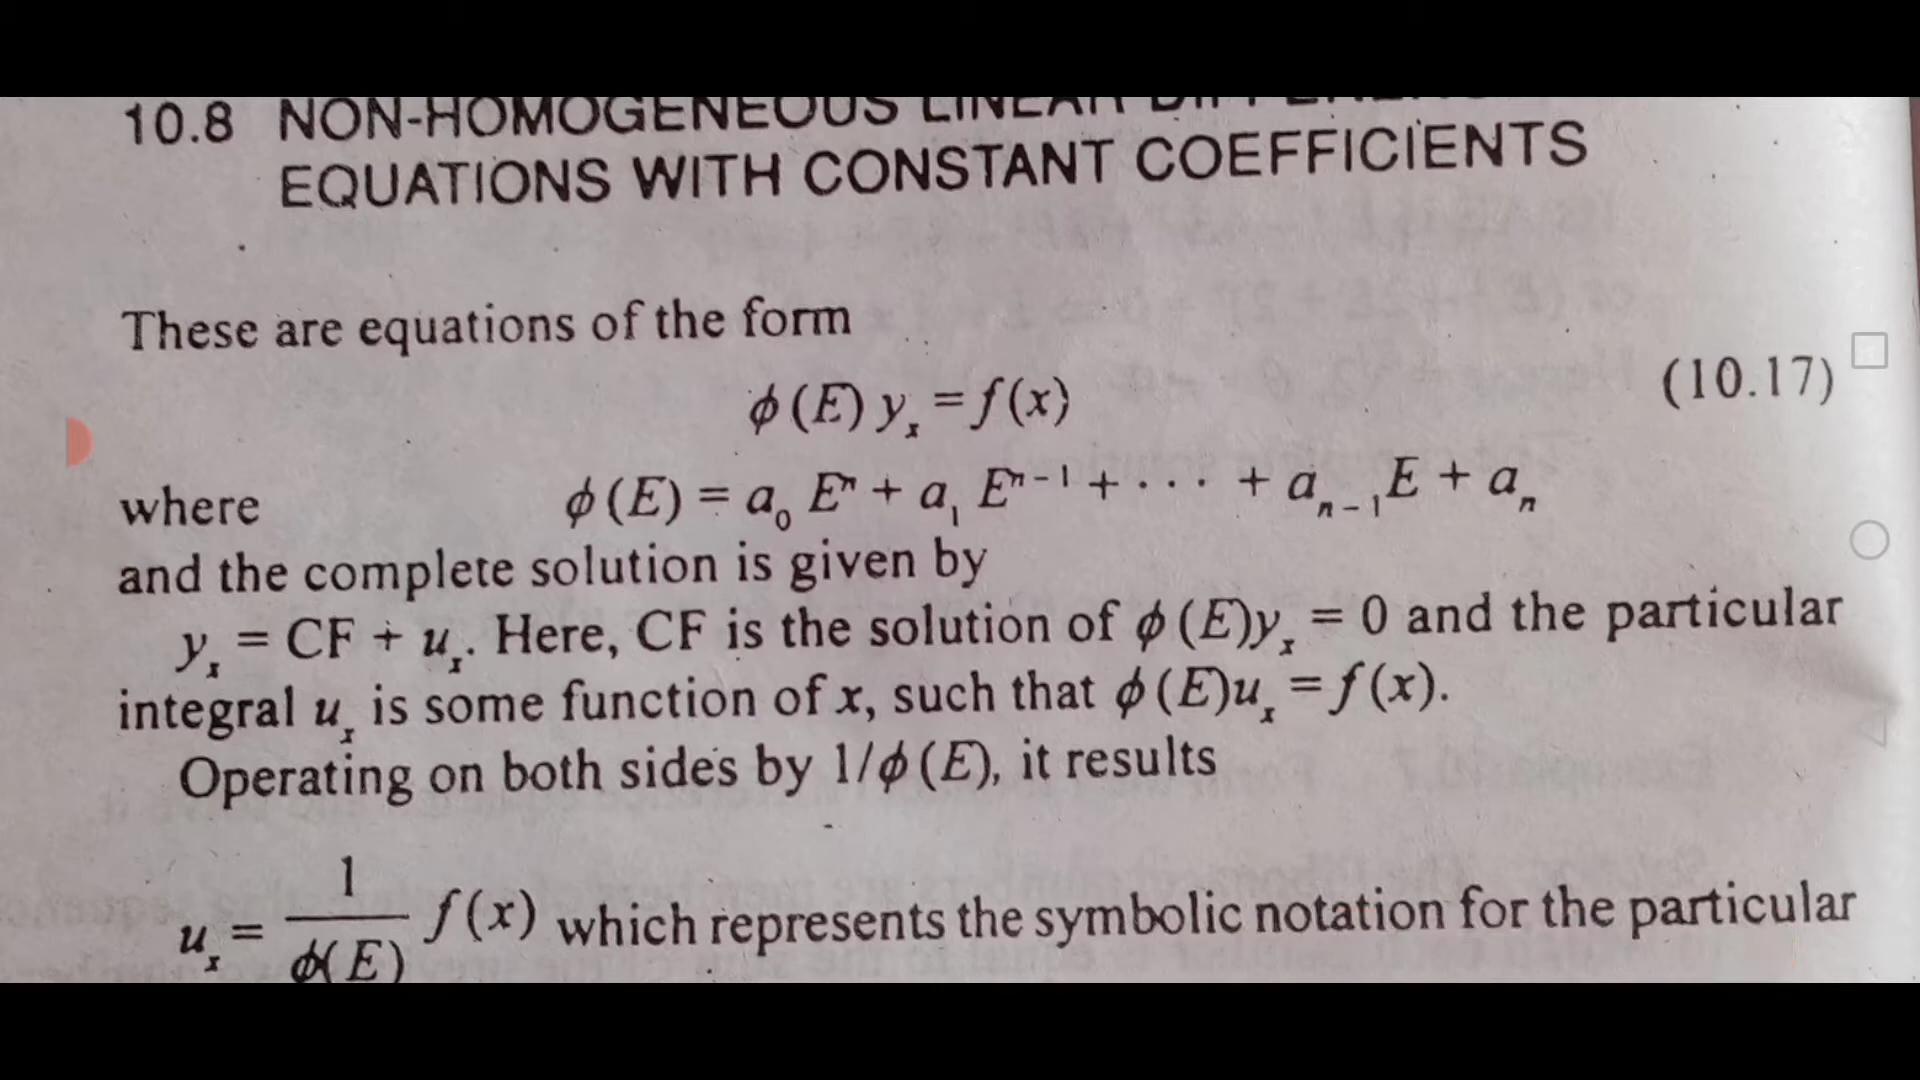 10.8 NON-HOMOGENEOUS LINEAR DIFFERENCE
EQUATIONS WITH CONSTANT COEFFICIENTS
These are equations of the form
ϕ (E) yₓ = f (x) (10.17)
where ϕ (E) = a₀ Eⁿ + a₁ Eⁿ⁻¹ + · · · + aₙ₋₁E + aₙ
and the complete solution is given by
yₓ = CF + uₓ. Here, CF is the solution of ϕ (E)yₓ = 0 and the particular
integral uₓ is some function of x, such that ϕ (E)uₓ = f (x).
Operating on both sides by 1/ϕ (E), it results
uₓ = 1/ϕ(E) f (x) which represents the symbolic notation for the particular